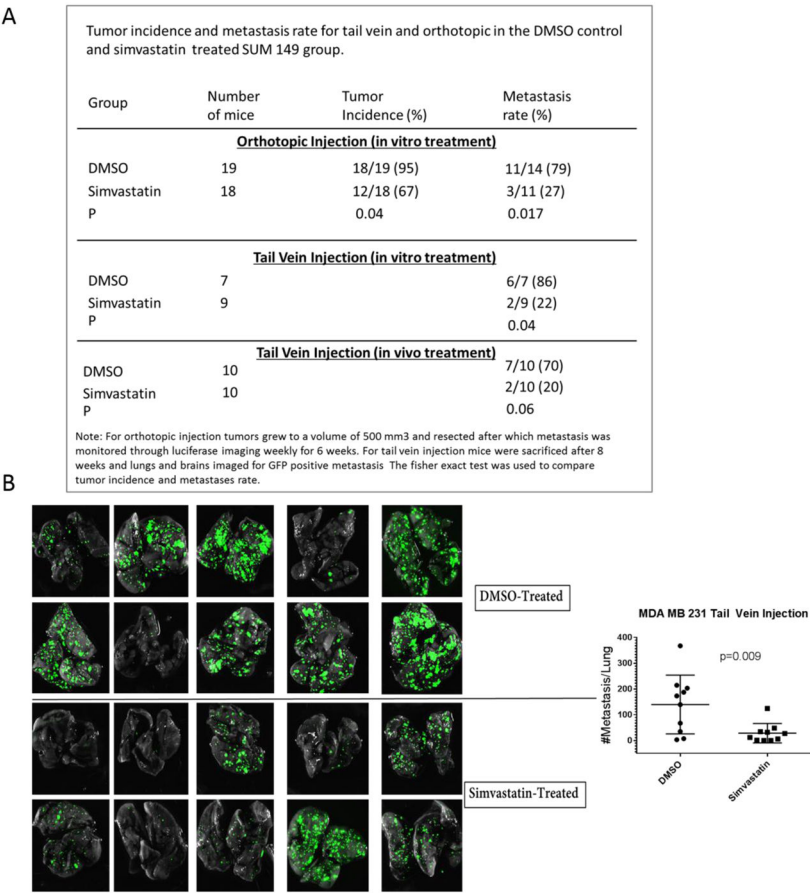 A
Tumor incidence and metastasis rate for tail vein and orthotopic in the DMSO control
and simvastatin treated SUM 149 group.
Group Number of mice Tumor Incidence (%) Metastasis rate (%)
Orthotopic Injection (in vitro treatment)
DMSO 19 18/19 (95) 11/14 (79)
Simvastatin 18 12/18 (67) 3/11 (27)
P 0.04 0.017
Tail Vein Injection (in vitro treatment)
DMSO 7 6/7 (86)
Simvastatin 9 2/9 (22)
P 0.04
Tail Vein Injection (in vivo treatment)
DMSO 10 7/10 (70)
Simvastatin 10 2/10 (20)
P 0.06
Note: For orthotopic injection tumors grew to a volume of 500 mm3 and resected after which metastasis was
monitored through luciferase imaging weekly for 6 weeks. For tail vein injection mice were sacrificed after 8
weeks and lungs and brains imaged for GFP positive metastasis The fisher exact test was used to compare
tumor incidence and metastases rate.
B
DMSO-Treated
Simvastatin-Treated
MDA MB 231 Tail Vein Injection
#Metastasis/Lung
400
300
200
100
0
p=0.009
DMSO
Simvastatin